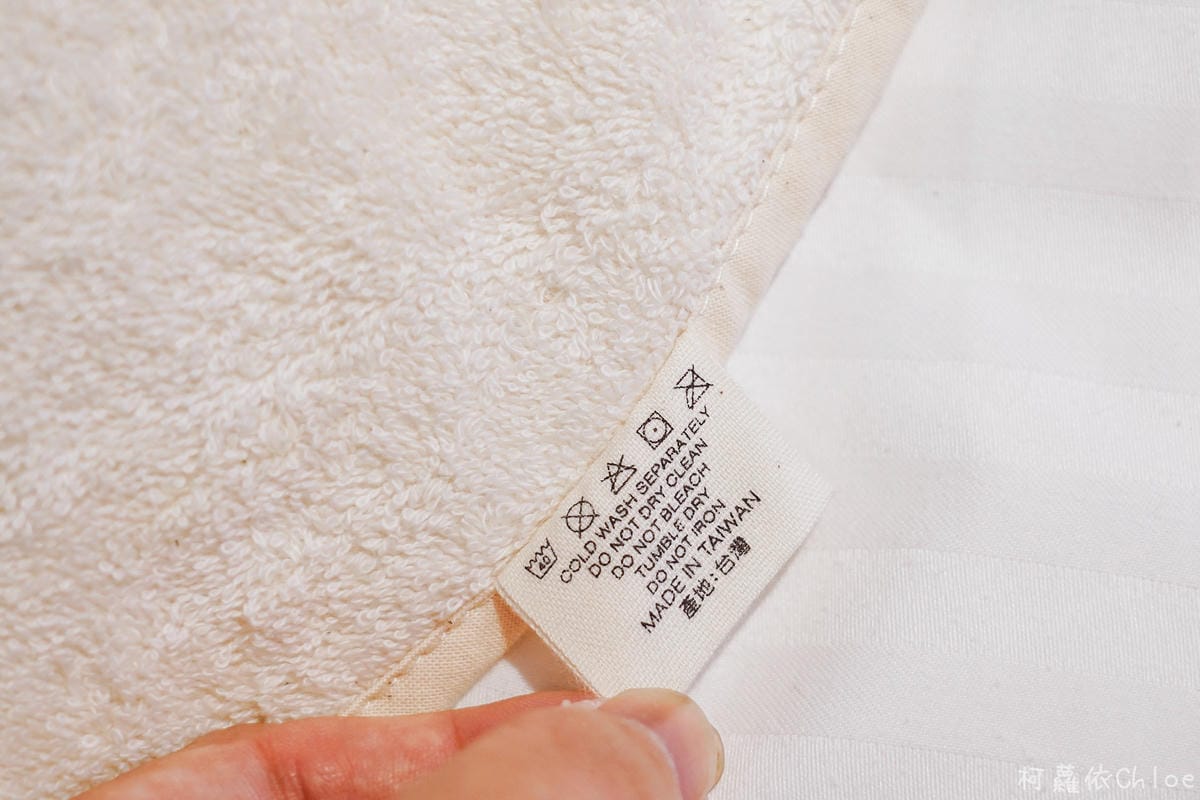 40
COLD WASH SEPARATELY
DO NOT DRY CLEAN
DO NOT BLEACH
TUMBLE DRY
DO NOT IRON
MADE IN TAIWAN
產地:台灣
柯蘿依Chloe